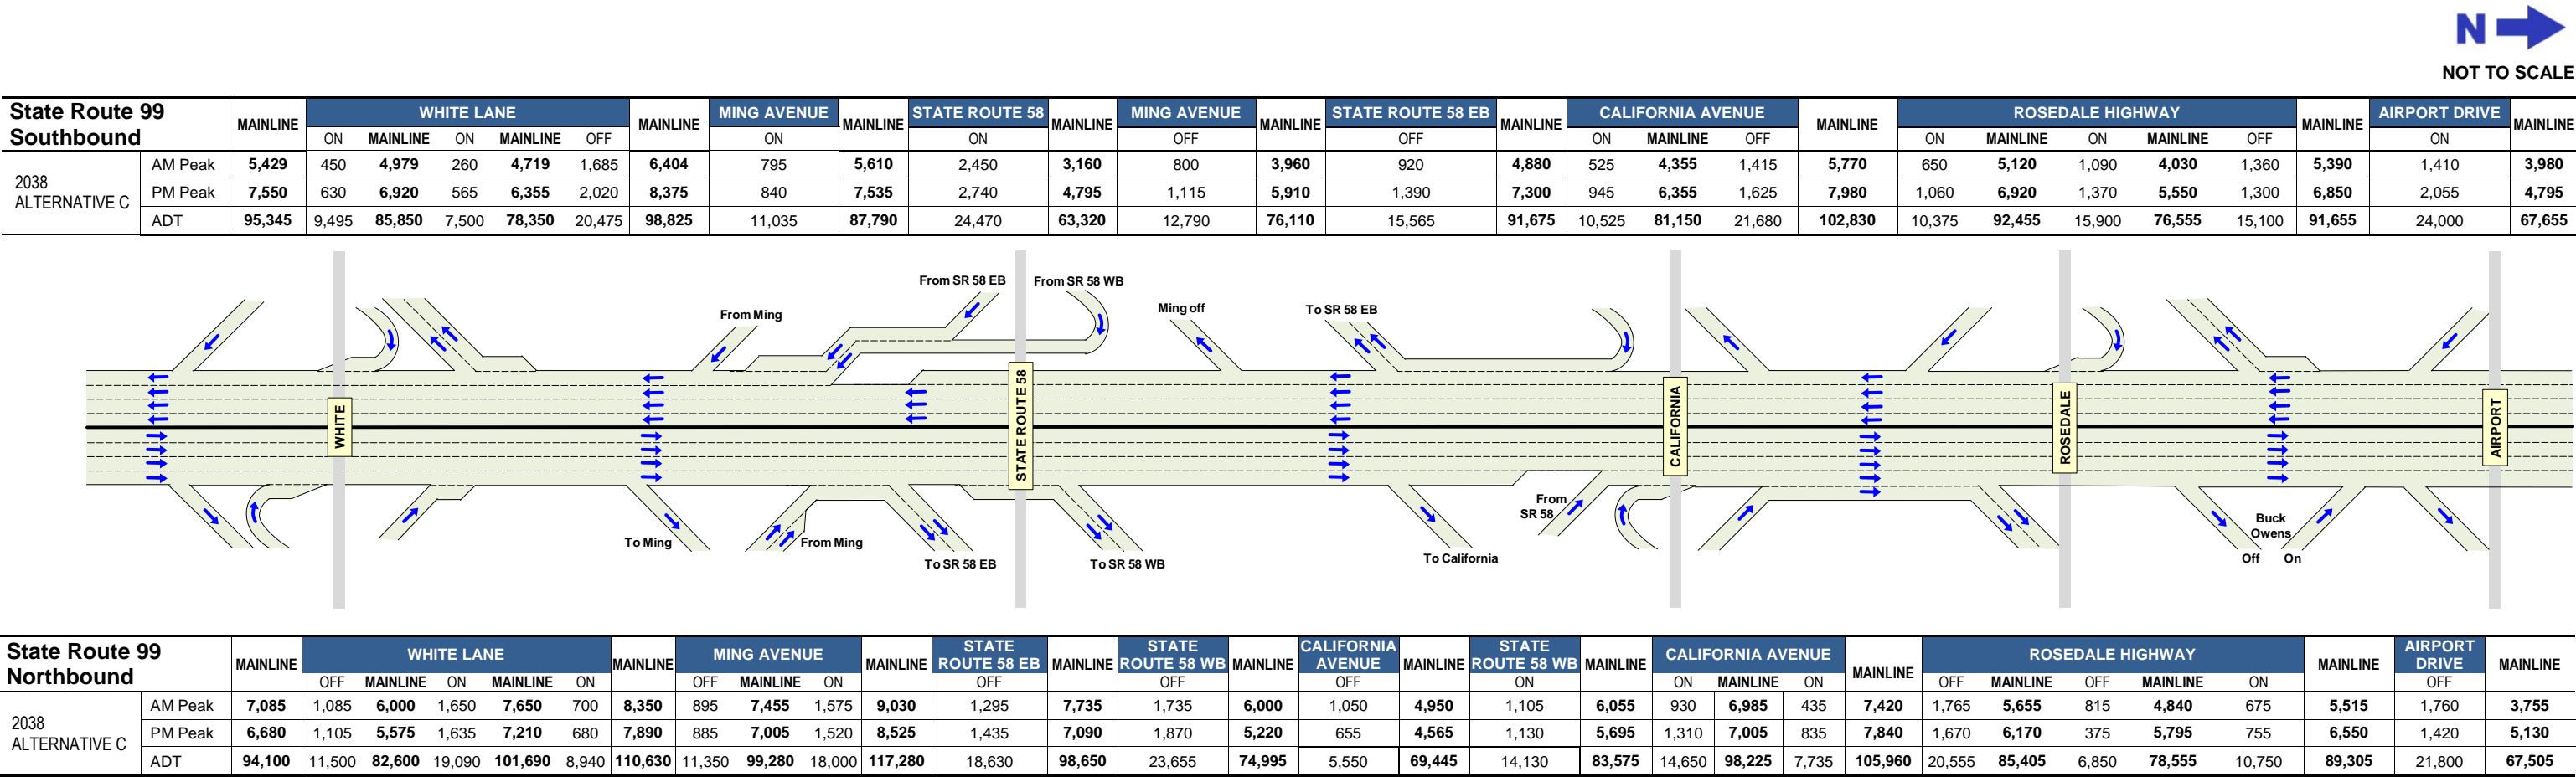 N
NOT TO SCALE
State Route 99 Southbound | MAINLINE | WHITE LANE | MAINLINE | MING AVENUE | MAINLINE | STATE ROUTE 58 | MAINLINE | MING AVENUE | MAINLINE | STATE ROUTE 58 EB | MAINLINE | CALIFORNIA AVENUE | MAINLINE | ROSEDALE HIGHWAY | MAINLINE | AIRPORT DRIVE | MAINLINE
ON MAINLINE ON MAINLINE OFF | ON | ON | OFF | OFF | ON MAINLINE OFF | ON MAINLINE ON MAINLINE OFF | ON
2038 ALTERNATIVE C
AM Peak 5,429 450 4,979 260 4,719 1,685 6,404 795 5,610 2,450 3,160 800 3,960 920 4,880 525 4,355 1,415 5,770 650 5,120 1,090 4,030 1,360 5,390 1,410 3,980
PM Peak 7,550 630 6,920 565 6,355 2,020 8,375 840 7,535 2,740 4,795 1,115 5,910 1,390 7,300 945 6,355 1,625 7,980 1,060 6,920 1,370 5,550 1,300 6,850 2,055 4,795
ADT 95,345 9,495 85,850 7,500 78,350 20,475 98,825 11,035 87,790 24,470 63,320 12,790 76,110 15,565 91,675 10,525 81,150 21,680 102,830 10,375 92,455 15,900 76,555 15,100 91,655 24,000 67,655
From SR 58 EB
From SR 58 WB
From Ming
Ming off
To SR 58 EB
WHITE
STATE ROUTE 58
CALIFORNIA
ROSEDALE
AIRPORT
To Ming
From Ming
To SR 58 EB
To SR 58 WB
From
SR 58
To California
Buck
Owens
Off
On
State Route 99 Northbound | MAINLINE | WHITE LANE | MAINLINE | MING AVENUE | MAINLINE | STATE ROUTE 58 EB | MAINLINE | STATE ROUTE 58 WB | MAINLINE | CALIFORNIA AVENUE | MAINLINE | STATE ROUTE 58 WB | MAINLINE | CALIFORNIA AVENUE | MAINLINE | ROSEDALE HIGHWAY | MAINLINE | AIRPORT DRIVE | MAINLINE
OFF MAINLINE ON MAINLINE ON | OFF MAINLINE ON | OFF | OFF | OFF | ON | ON MAINLINE ON | OFF MAINLINE OFF MAINLINE ON | OFF
2038 ALTERNATIVE C
AM Peak 7,085 1,085 6,000 1,650 7,650 700 8,350 895 7,455 1,575 9,030 1,295 7,735 1,735 6,000 1,050 4,950 1,105 6,055 930 6,985 435 7,420 1,765 5,655 815 4,840 675 5,515 1,760 3,755
PM Peak 6,680 1,105 5,575 1,635 7,210 680 7,890 885 7,005 1,520 8,525 1,435 7,090 1,870 5,220 655 4,565 1,130 5,695 1,310 7,005 835 7,840 1,670 6,170 375 5,795 755 6,550 1,420 5,130
ADT 94,100 11,500 82,600 19,090 101,690 8,940 110,630 11,350 99,280 18,000 117,280 18,630 98,650 23,655 74,995 5,550 69,445 14,130 83,575 14,650 98,225 7,735 105,960 20,555 85,405 6,850 78,555 10,750 89,305 21,800 67,505